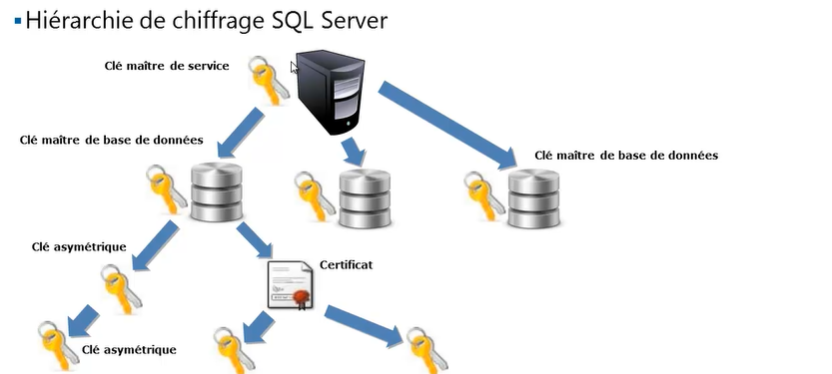 Hiérarchie de chiffrage SQL Server
Clé maître de service
Clé maître de base de données
Clé maître de base de données
Clé asymétrique
Certificat
Clé asymétrique